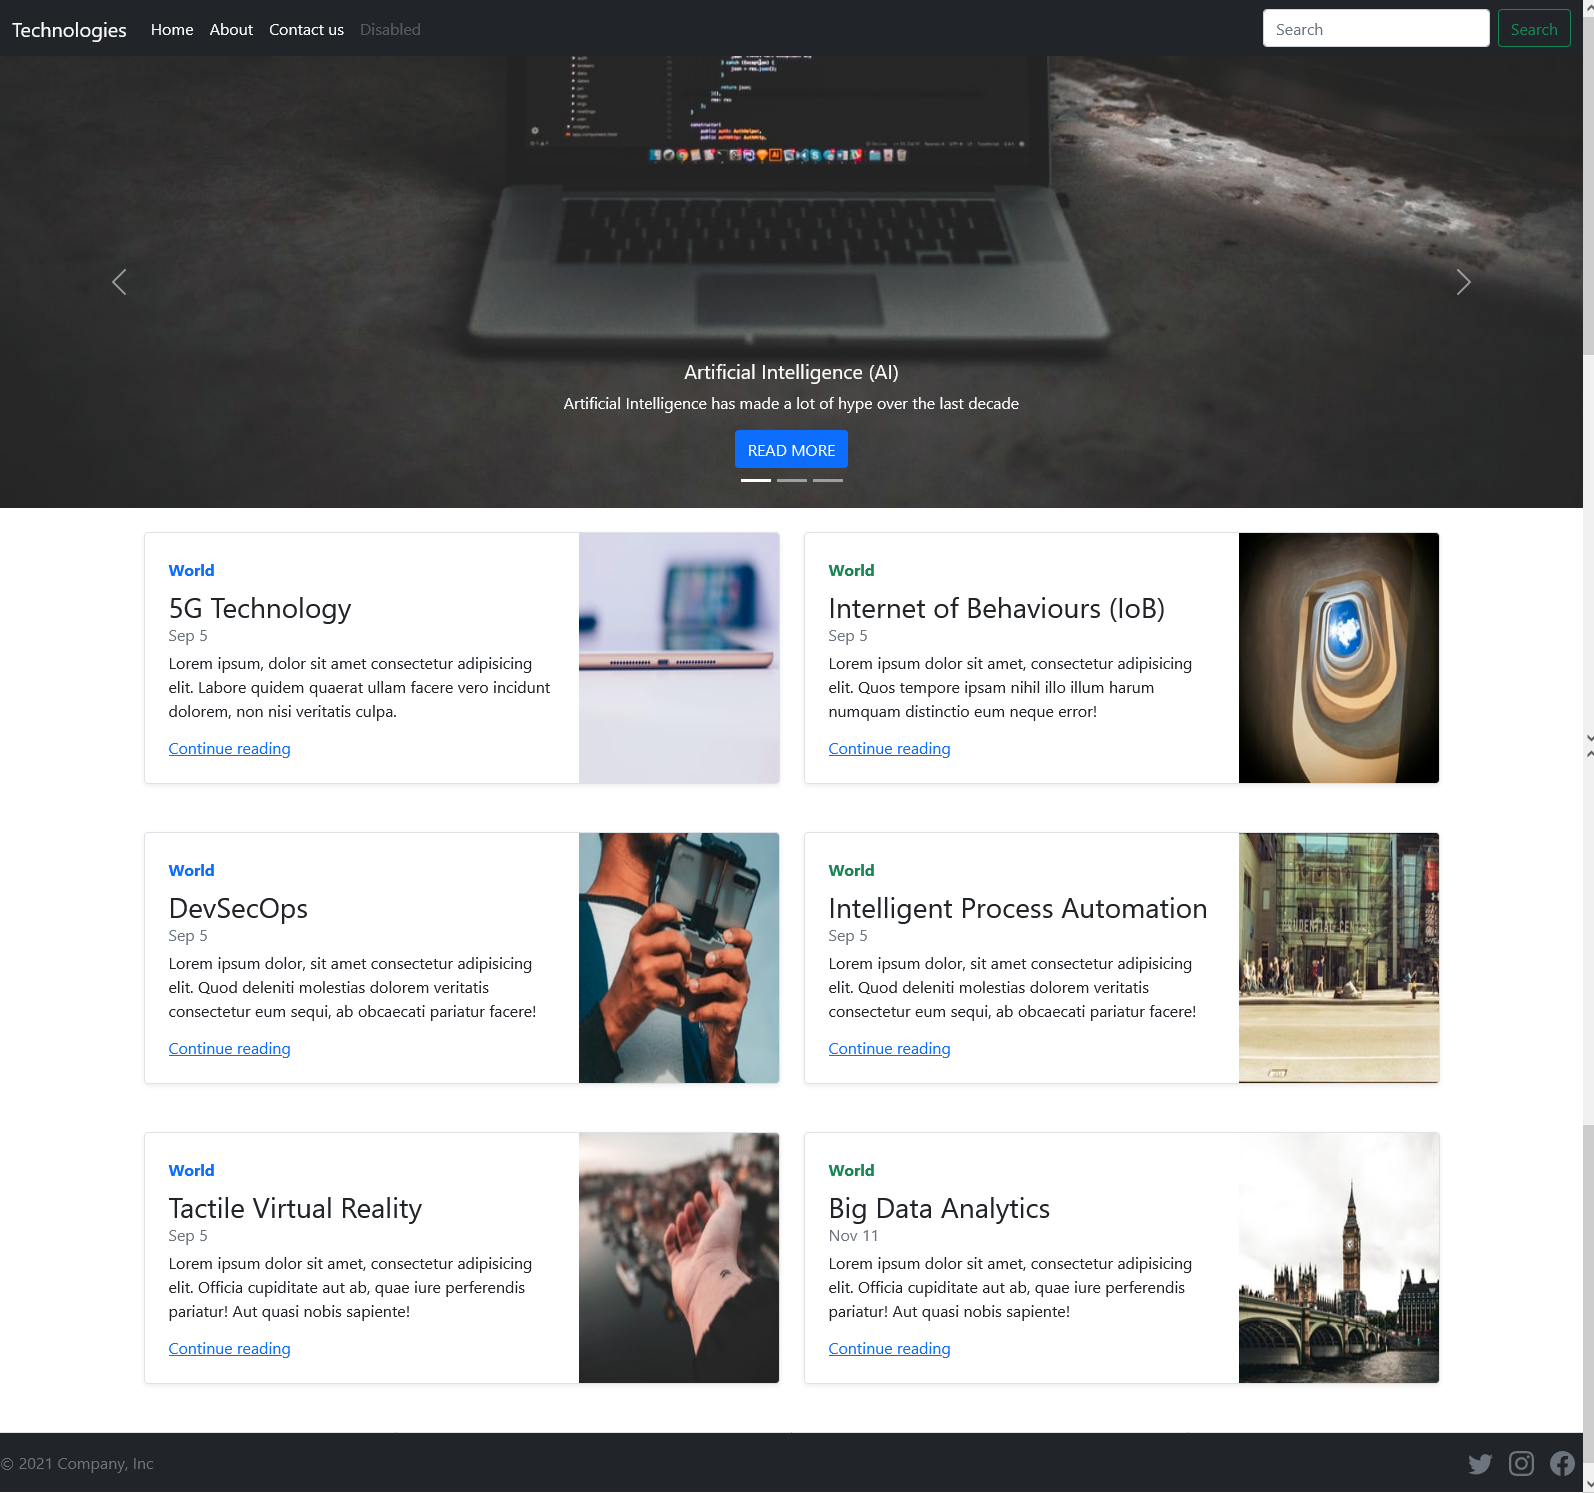 Technologies Home About Contact us Disabled Search Search
return json;
Artificial Intelligence (AI)
Artificial Intelligence has made a lot of hype over the last decade
READ MORE
World
5G Technology
Sep 5
Lorem ipsum, dolor sit amet consectetur adipisicing
elit. Labore quidem quaerat ullam facere vero incidunt
dolorem, non nisi veritatis culpa.
Continue reading
World
Internet of Behaviours (IoB)
Sep 5
Lorem ipsum dolor sit amet, consectetur adipisicing
elit. Quos tempore ipsam nihil illo illum harum
numquam distinctio eum neque error!
Continue reading
World
DevSecOps
Sep 5
Lorem ipsum dolor, sit amet consectetur adipisicing
elit. Quod deleniti molestias dolorem veritatis
consectetur eum sequi, ab obcaecati pariatur facere!
Continue reading
World
Intelligent Process Automation
Sep 5
Lorem ipsum dolor, sit amet consectetur adipisicing
elit. Quod deleniti molestias dolorem veritatis
consectetur eum sequi, ab obcaecati pariatur facere!
Continue reading
World
Tactile Virtual Reality
Sep 5
Lorem ipsum dolor sit amet, consectetur adipisicing
elit. Officia cupiditate aut ab, quae iure perferendis
pariatur! Aut quasi nobis sapiente!
Continue reading
World
Big Data Analytics
Nov 11
Lorem ipsum dolor sit amet, consectetur adipisicing
elit. Officia cupiditate aut ab, quae iure perferendis
pariatur! Aut quasi nobis sapiente!
Continue reading
© 2021 Company, Inc